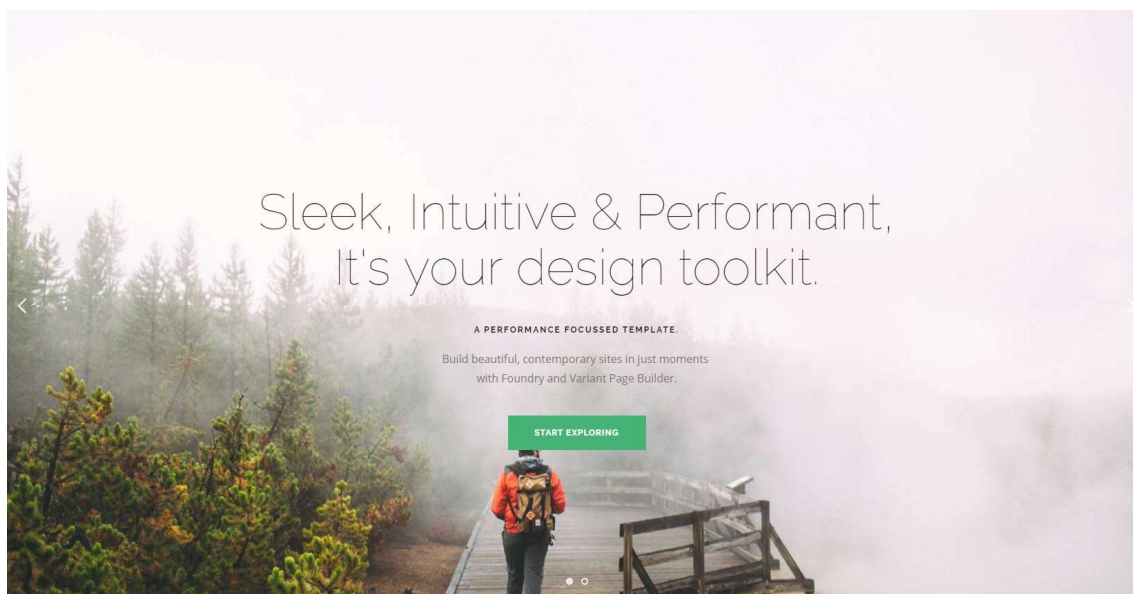 Sleek, Intuitive & Performant,
It's your design toolkit.
A PERFORMANCE FOCUSSED TEMPLATE.
Build beautiful, contemporary sites in just moments
with Foundry and Variant Page Builder.
START EXPLORING